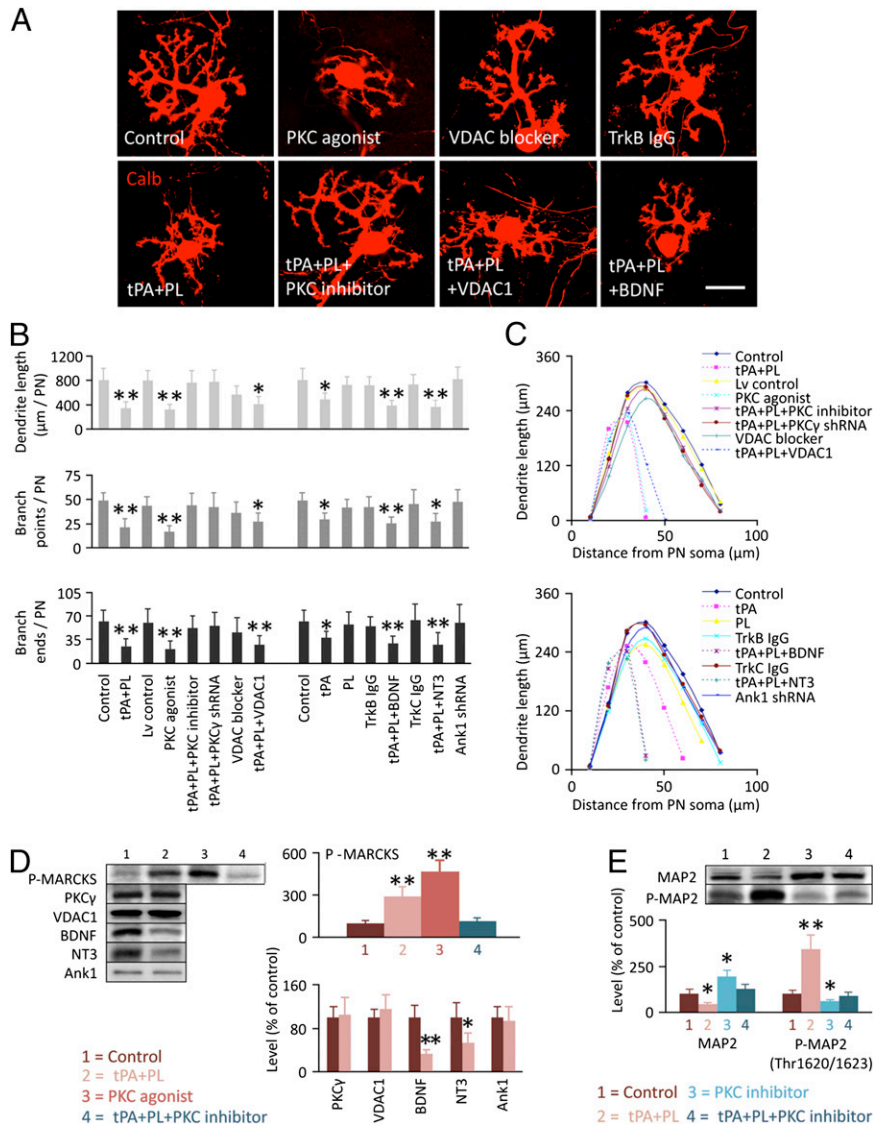 A
Control
PKC agonist
VDAC blocker
TrkB IgG
Calb
tPA+PL
tPA+PL+
PKC inhibitor
tPA+PL
+VDAC1
tPA+PL
+BDNF
B
Dendrite length
(µm / PN)
1200
800
400
0
** ** * * ** **
Branch
points / PN
75
50
25
0
** ** * * ** *
Branch
ends / PN
105
70
35
0
** ** ** * ** **
Control
tPA+PL
Lv control
PKC agonist
tPA+PL+PKC inhibitor
tPA+PL+PKCγ shRNA
VDAC blocker
tPA+PL+VDAC1
Control
tPA
PL
TrkB IgG
tPA+PL+BDNF
TrkC IgG
tPA+PL+NT3
Ank1 shRNA
C
Dendrite length (µm)
360
240
120
0
0 50 100
Distance from PN soma (µm)
Control
tPA+PL
Lv control
PKC agonist
tPA+PL+PKC inhibitor
tPA+PL+PKCγ shRNA
VDAC blocker
tPA+PL+VDAC1
Dendrite length (µm)
360
240
120
0
0 50 100
Distance from PN soma (µm)
Control
tPA
PL
TrkB IgG
tPA+PL+BDNF
TrkC IgG
tPA+PL+NT3
Ank1 shRNA
D
1 2 3 4
P-MARCKS
PKCγ
VDAC1
BDNF
NT3
Ank1
P-MARCKS
600
300
0
** **
1 2 3 4
Level (% of control)
160
80
0
** *
PKCγ
VDAC1
BDNF
NT3
Ank1
1 = Control
2 = tPA+PL
3 = PKC agonist
4 = tPA+PL+PKC inhibitor
E
1 2 3 4
MAP2
P-MAP2
Level (% of control)
500
250
0
* * ** *
1 2 3 4 1 2 3 4
MAP2 P-MAP2
(Thr1620/1623)
1 = Control 3 = PKC inhibitor
2 = tPA+PL 4 = tPA+PL+PKC inhibitor